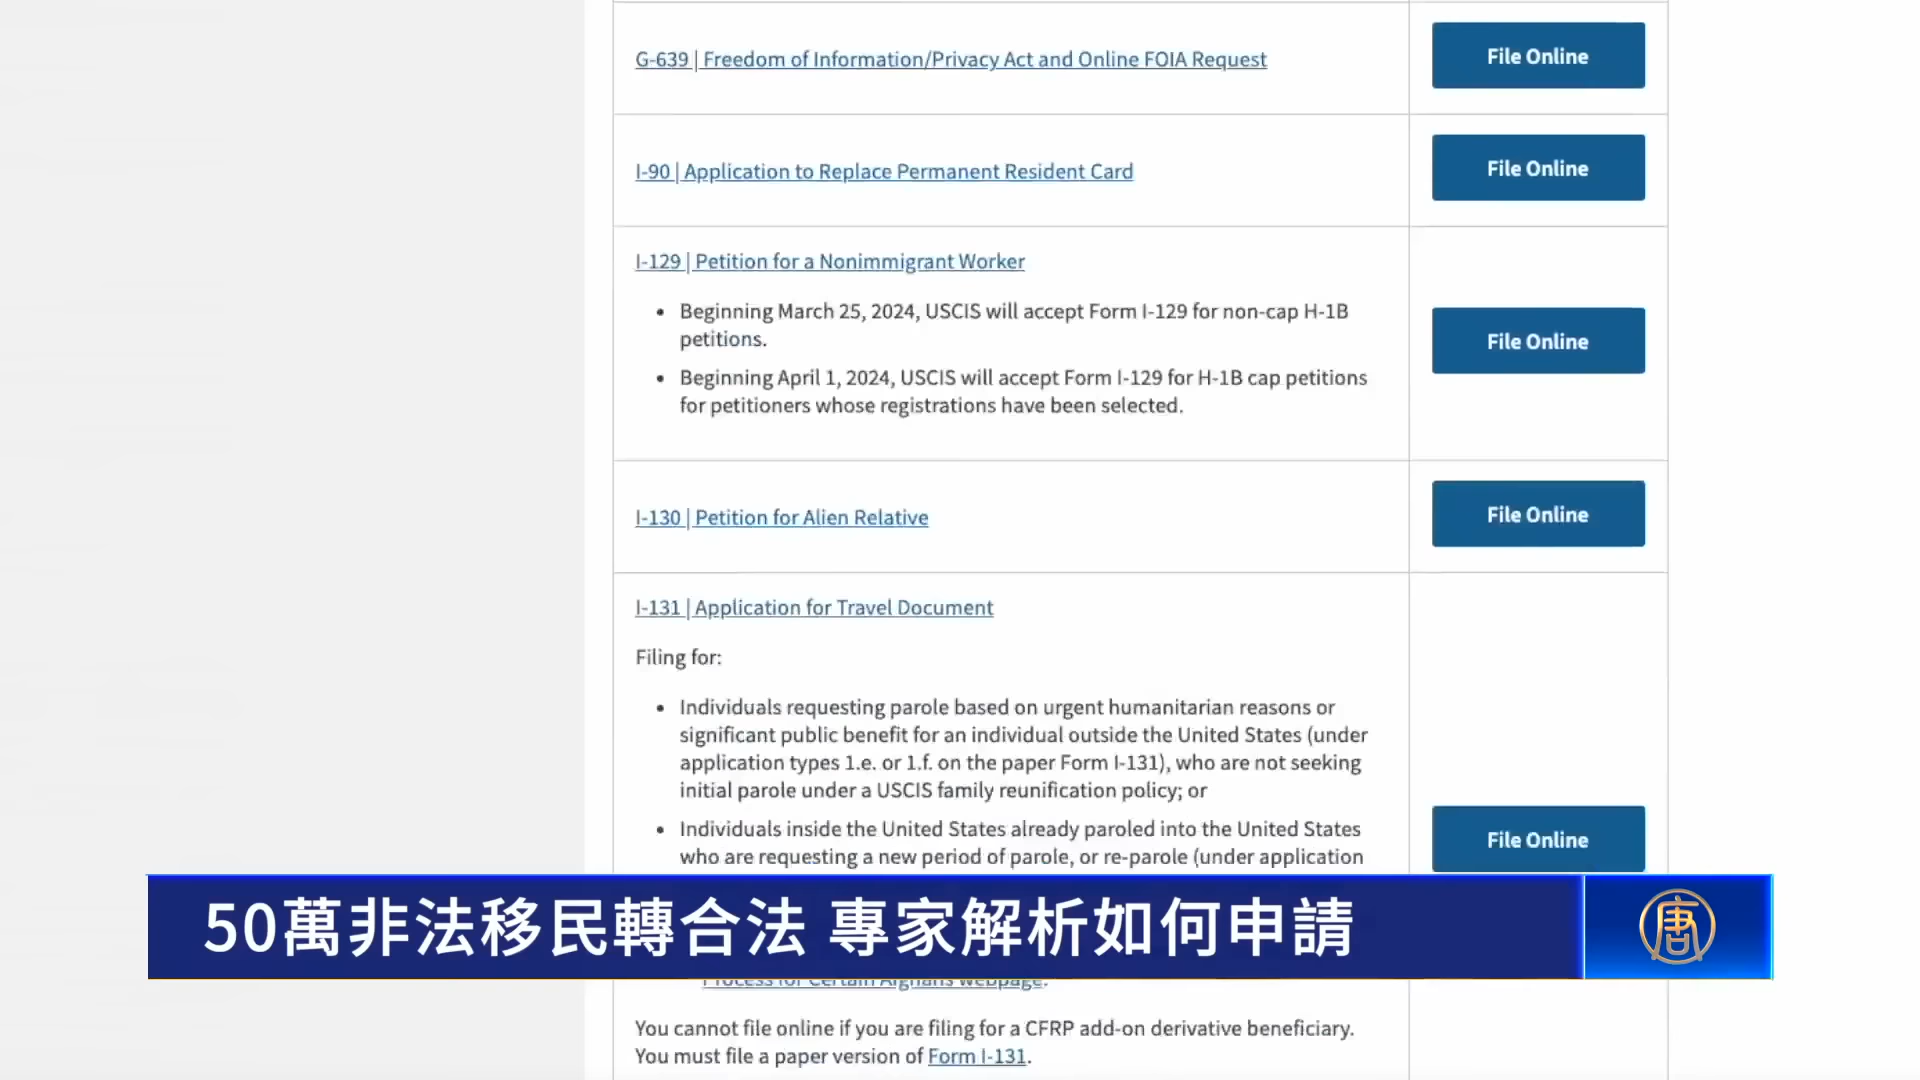 G-639 | Freedom of Information/Privacy Act and Online FOIA Request
File Online
I-90 | Application to Replace Permanent Resident Card
File Online
I-129 | Petition for a Nonimmigrant Worker
• Beginning March 25, 2024, USCIS will accept Form I-129 for non-cap H-1B
petitions.
• Beginning April 1, 2024, USCIS will accept Form I-129 for H-1B cap petitions
for petitioners whose registrations have been selected.
File Online
I-130 | Petition for Alien Relative
File Online
I-131 | Application for Travel Document
Filing for:
• Individuals requesting parole based on urgent humanitarian reasons or
significant public benefit for an individual outside the United States (under
application types 1.e. or 1.f. on the paper Form I-131), who are not seeking
initial parole under a USCIS family reunification policy; or
• Individuals inside the United States already paroled into the United States
who are requesting a new period of parole, or re-parole (under application
File Online
50萬非法移民轉合法 專家解析如何申請
唐
Process for Certain Afghans webpage.
You cannot file online if you are filing for a CFRP add-on derivative beneficiary.
You must file a paper version of Form I-131.